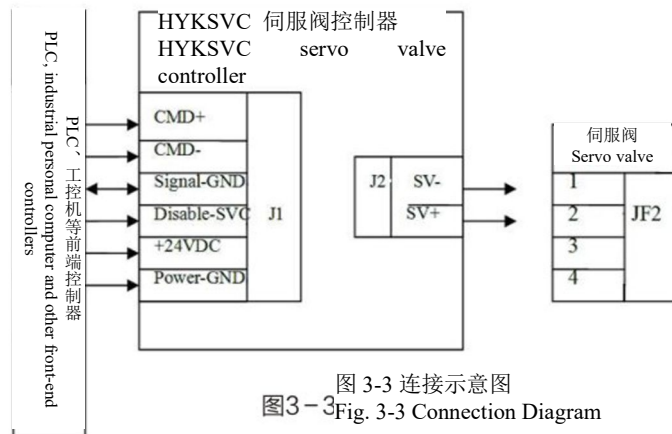 HYKSVC 伺服阀控制器
HYKSVC servo valve
controller
PLC、工控机等前端控制器
PLC, industrial personal computer and other front-end
controllers
CMD+
CMD-
Signal-GND
Disable-SVC
+24VDC
Power-GND
J1
J2
SV-
SV+
伺服阀
Servo valve
1
2
3
4
JF2
图 3-3 连接示意图
图3-3
Fig. 3-3 Connection Diagram